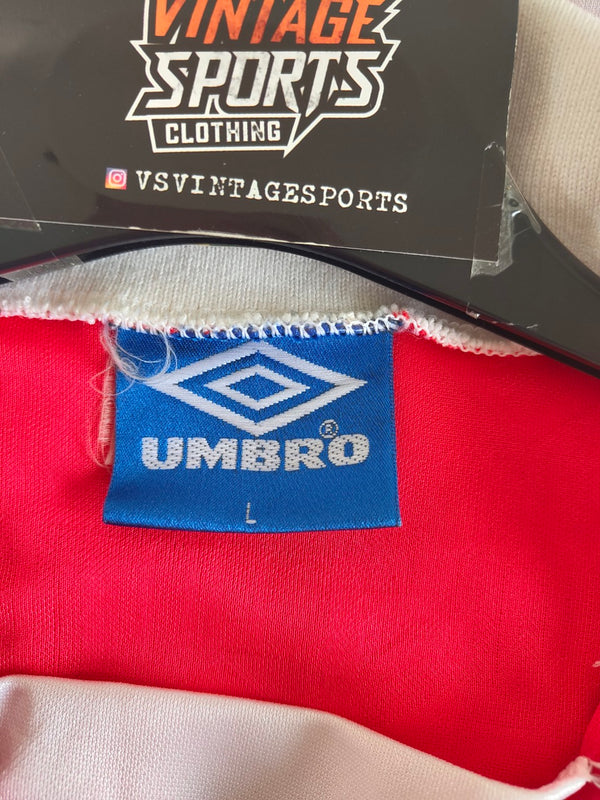 VINTAGE
SPORTS
CLOTHING
VSVINTAGESPORTS
UMBRO®
L